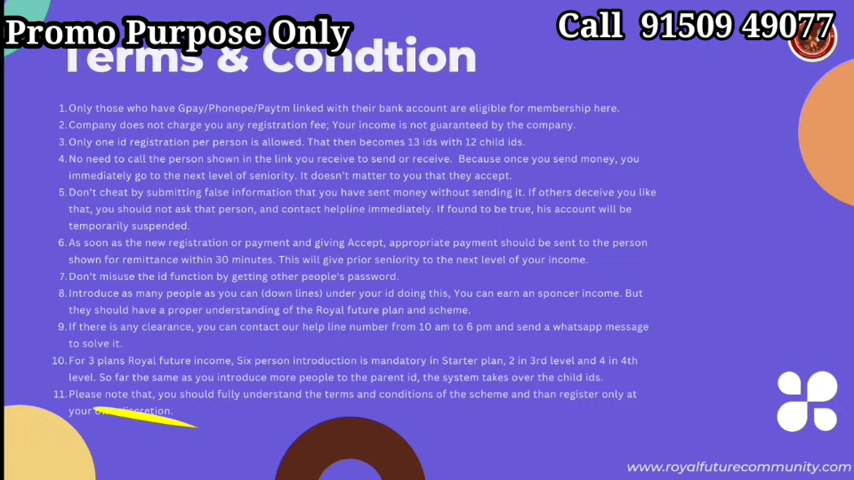 Promo Purpose Only
Call 91509 49077
Terms & Condtion
1. Only those who have Gpay/Phonepe/Paytm linked with their bank account are eligible for membership here.
2. Company does not charge you any registration fee; Your income is not guaranteed by the company.
3. Only one id registration per person is allowed. That then becomes 13 ids with 12 child ids.
4. No need to call the person shown in the link you receive to send or receive. Because once you send money, you
immediately go to the next level of seniority. It doesn't matter to you that they accept.
5. Don't cheat by submitting false information that you have sent money without sending it. If others deceive you like
that, you should not ask that person, and contact helpline immediately. If found to be true, his account will be
temporarily suspended.
6. As soon as the new registration or payment and giving Accept, appropriate payment should be sent to the person
shown for remittance within 30 minutes. This will give prior seniority to the next level of your income.
7. Don't misuse the id function by getting other people's password.
8. Introduce as many people as you can (down lines) under your id doing this, You can earn an sponcer income. But
they should have a proper understanding of the Royal future plan and scheme.
9. If there is any clearance, you can contact our help line number from 10 am to 6 pm and send a whatsapp message
to solve it.
10. For 3 plans Royal future income, Six person introduction is mandatory in Starter plan, 2 in 3rd level and 4 in 4th
level. So far the same as you introduce more people to the parent id, the system takes over the child ids.
11. Please note that, you should fully understand the terms and conditions of the scheme and than register only at
your discretion.
www.royalfuturecommunity.com